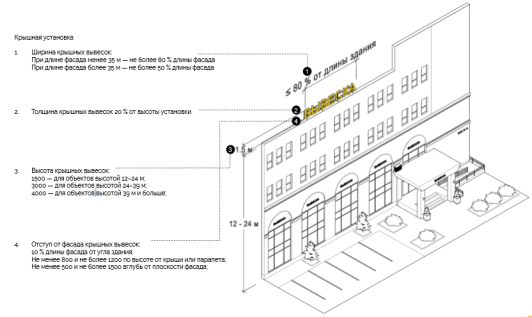 Крышная установка
1. Ширина крышных вывесок:
При длине фасада менее 35 м — не более 80 % длины фасада
При длине фасада более 35 м — не более 50 % длины фасада
1
≤ 80 % от длины здания
2. Толщина крышных вывесок 20 % от высоты установки
2
ВЫВЕСКА
4
3
1.5 м
3. Высота крышных вывесок:
1500 — для объектов высотой 12-24 м;
3000 — для объектов высотой 24-39 м;
4000 — для объектов высотой 39 м и больше;
12 - 24 м
4. Отступ от фасада крышных вывесок:
10 % длины фасада от угла здания;
Не менее 800 и не более 1200 по высоте от крыши или парапета;
Не менее 500 и не более 1500 вглубь от плоскости фасада;